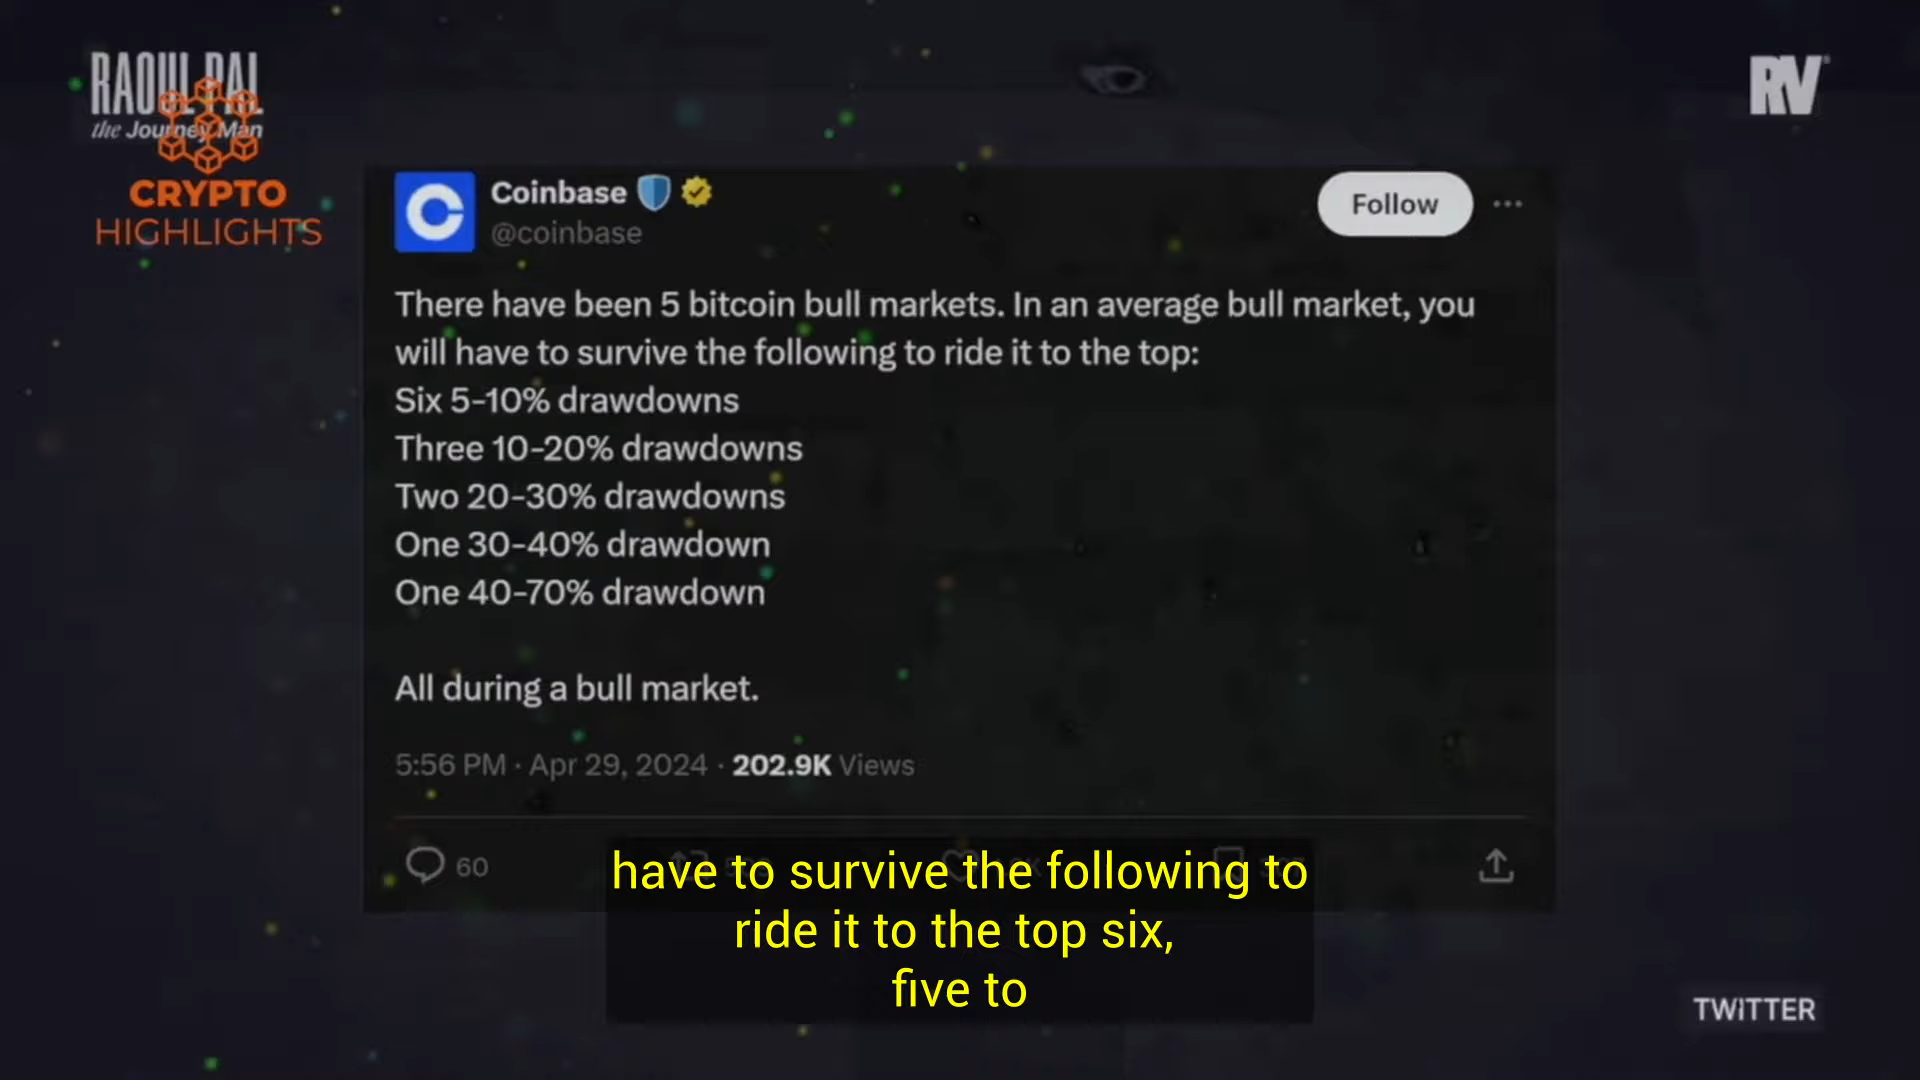 RAOUL PAL
the Journey Man
CRYPTO
HIGHLIGHTS
RV
Coinbase
@coinbase
Follow
There have been 5 bitcoin bull markets. In an average bull market, you
will have to survive the following to ride it to the top:
Six 5-10% drawdowns
Three 10-20% drawdowns
Two 20-30% drawdowns
One 30-40% drawdown
One 40-70% drawdown
All during a bull market.
5:56 PM · Apr 29, 2024 · 202.9K Views
60
have to survive the following to
ride it to the top six,
five to
TWITTER